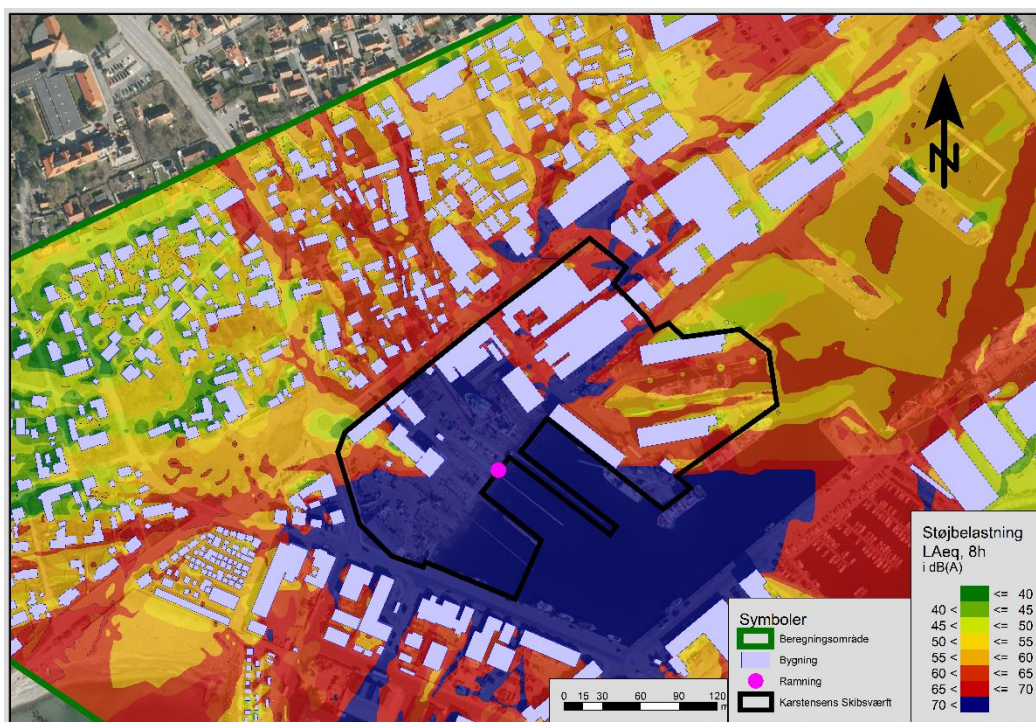 N
Støjbelastning
LAeq, 8h
i dB(A)
<= 40
40 < <= 45
45 < <= 50
50 < <= 55
55 < <= 60
60 < <= 65
65 < <= 70
70 <
Symboler
Beregningsområde
Bygning
Ramning
Karstensens Skibsværft
0 15 30 60 90 120
m